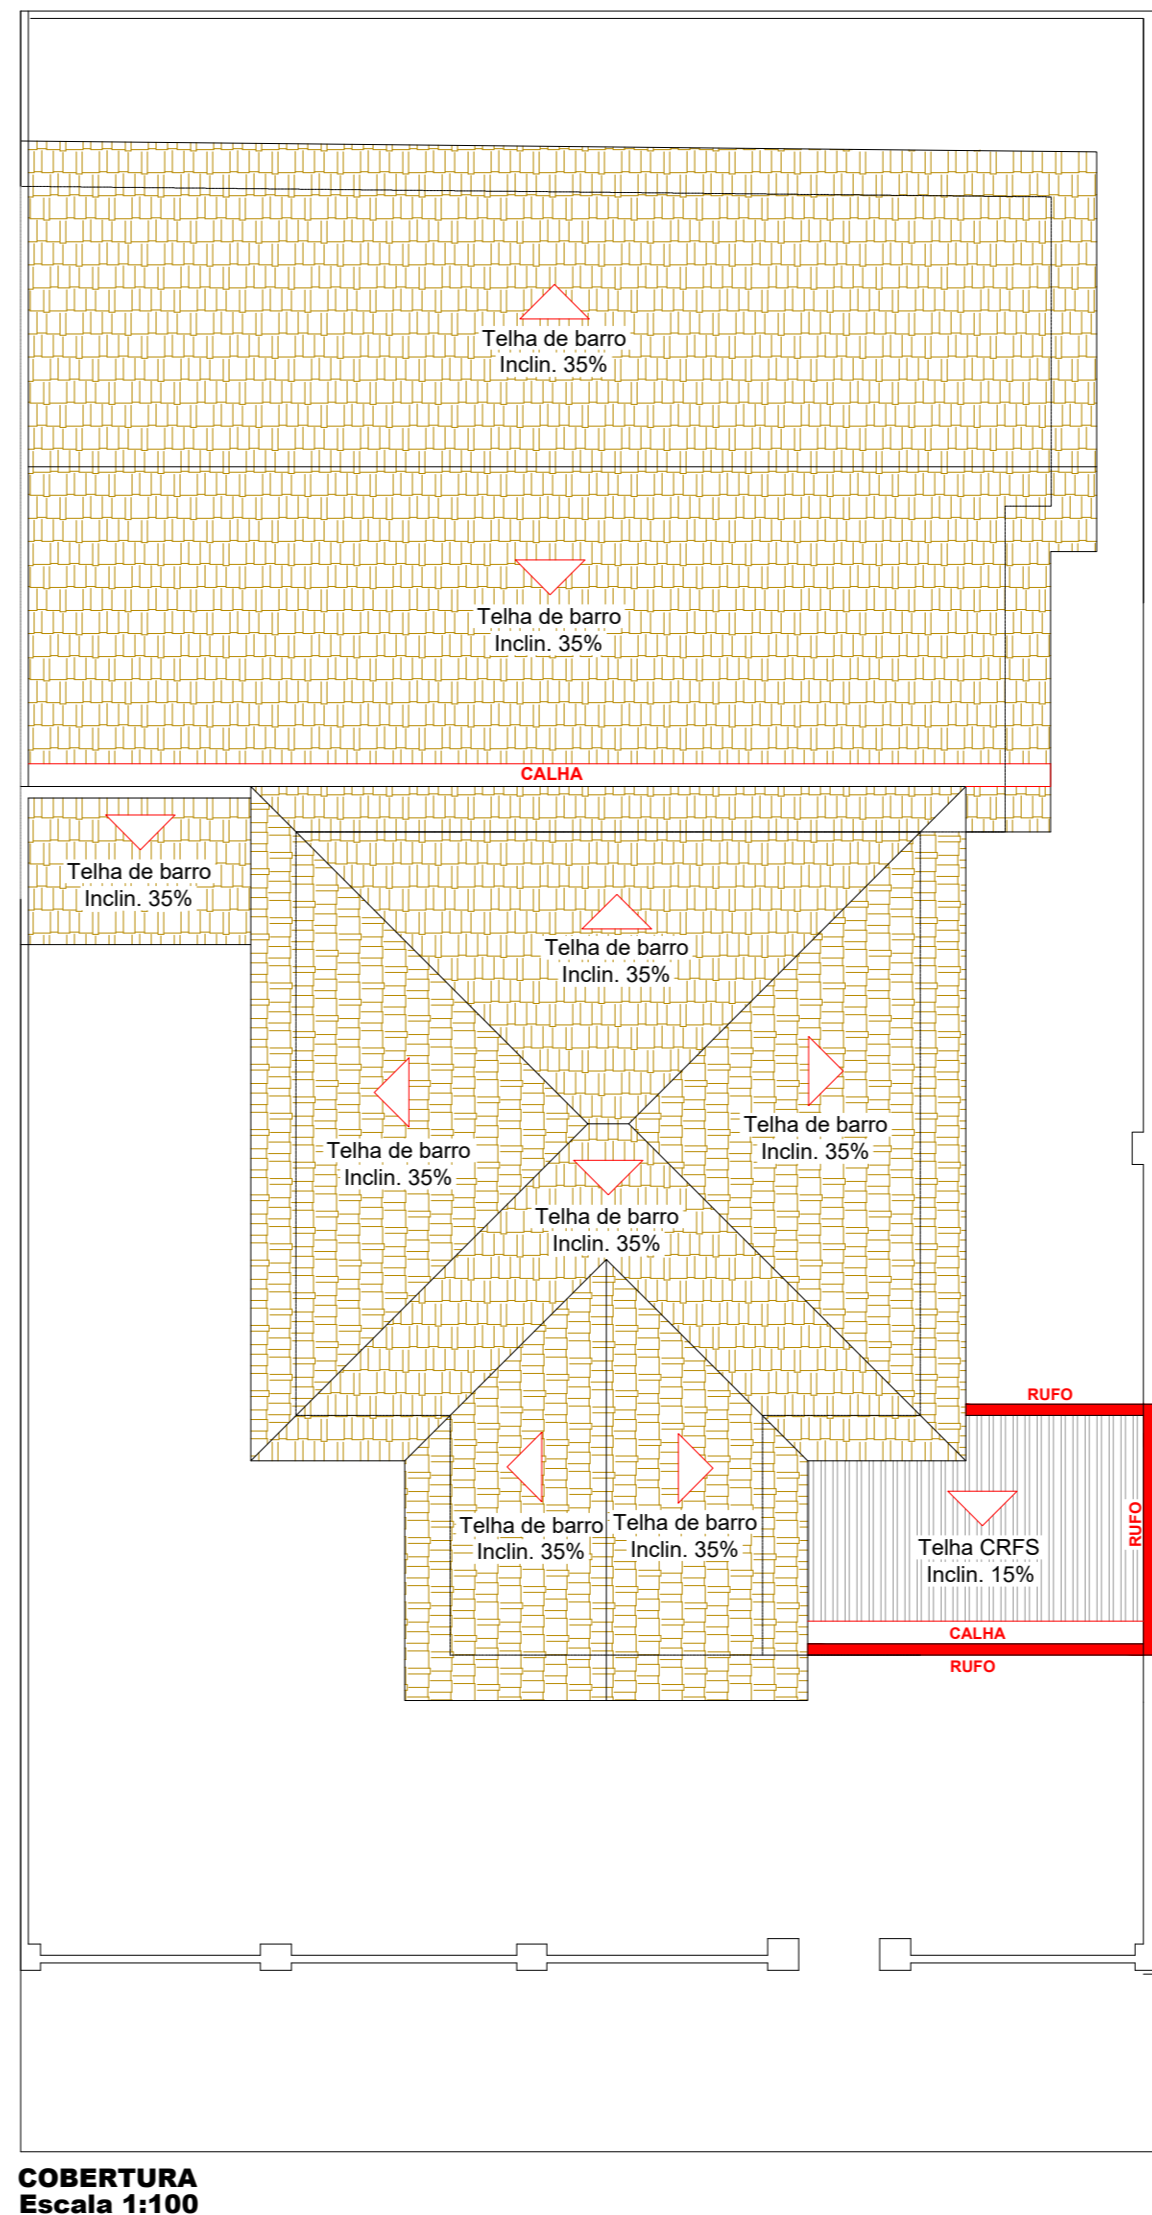 Telha de barro
Inclin. 35%
Telha de barro
Inclin. 35%
CALHA
Telha de barro
Inclin. 35%
Telha de barro
Inclin. 35%
Telha de barro
Inclin. 35%
Telha de barro
Inclin. 35%
Telha de barro
Inclin. 35%
RUFO
Telha de barro
Inclin. 35%
Telha de barro
Inclin. 35%
RUFO
Telha CRFS
Inclin. 15%
CALHA
RUFO
COBERTURA
Escala 1:100